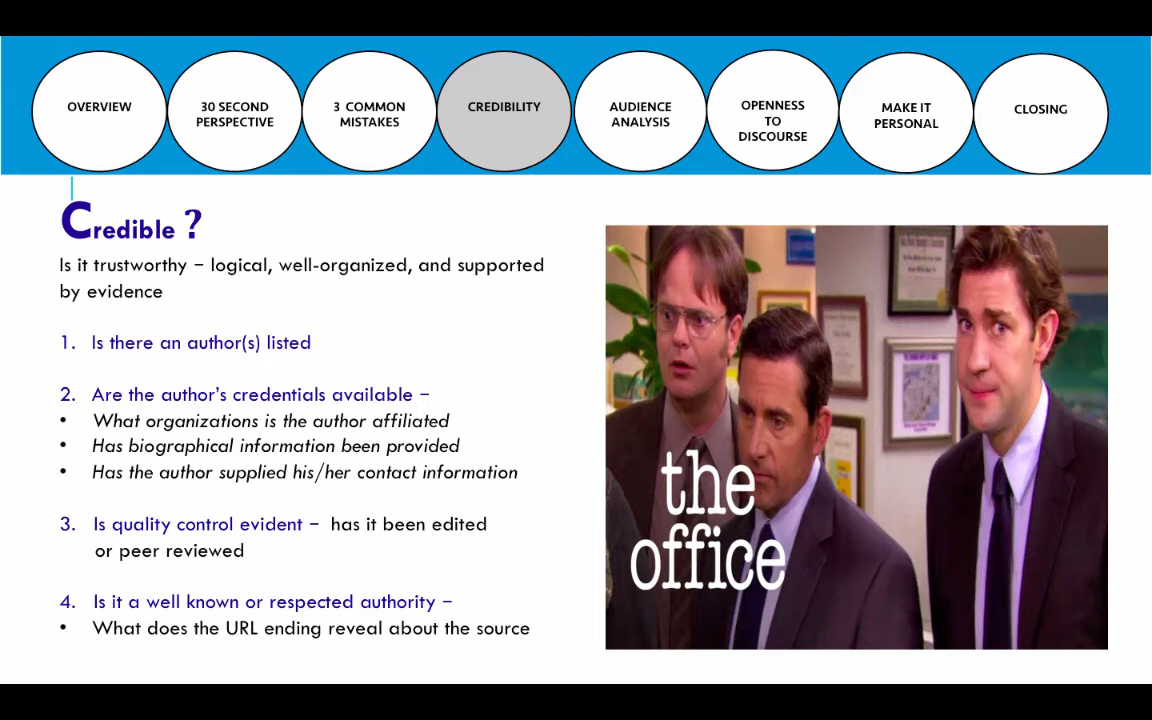 OVERVIEW
30 SECOND
PERSPECTIVE
3 COMMON
MISTAKES
CREDIBILITY
AUDIENCE
ANALYSIS
OPENNESS
TO
DISCOURSE
MAKE IT
PERSONAL
CLOSING
Credible ?
Is it trustworthy – logical, well-organized, and supported
by evidence
1. Is there an author(s) listed
2. Are the author's credentials available –
• What organizations is the author affiliated
• Has biographical information been provided
• Has the author supplied his/her contact information
3. Is quality control evident – has it been edited
or peer reviewed
4. Is it a well known or respected authority –
• What does the URL ending reveal about the source
the
office